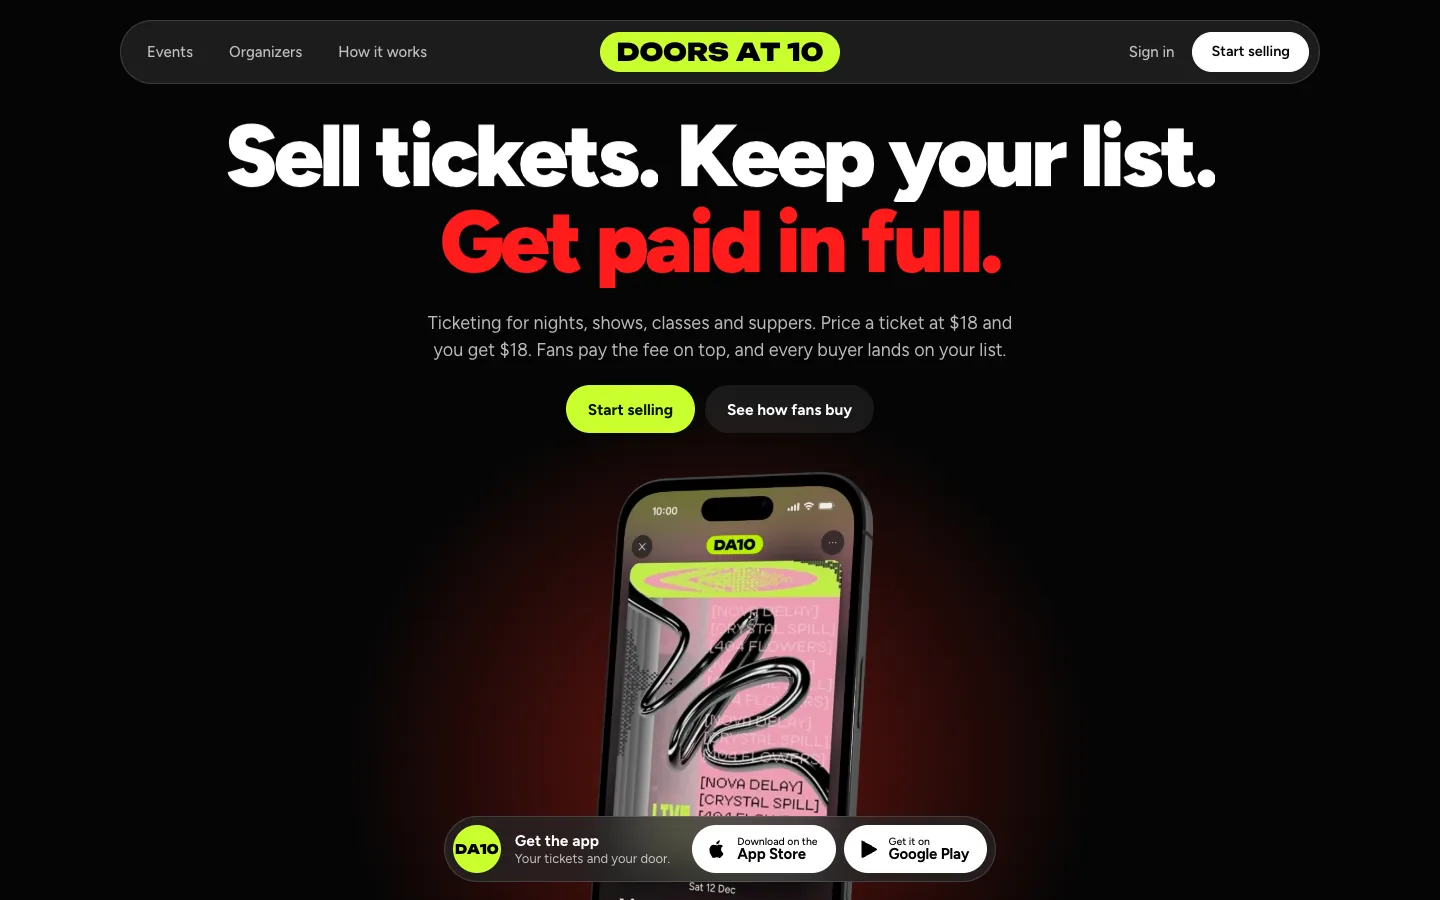 Events
Organizers
How it works
DOORS AT 10
Sign in
Start selling
Sell tickets. Keep your list.
Get paid in full.
Ticketing for nights, shows, classes and suppers. Price a ticket at $18 and
you get $18. Fans pay the fee on top, and every buyer lands on your list.
Start selling
See how fans buy
10:00
DA10
[NOVA DELAY]
[CRYSTAL SPILL]
[404 FLOWERS]
[NOVA DELAY]
[CRYSTAL SPILL]
[NOVA DELAY]
[CRYSTAL SPILL]
DA10
Get the app
Your tickets and your door.
Download on the
App Store
Get it on
Google Play
Sat 12 Dec